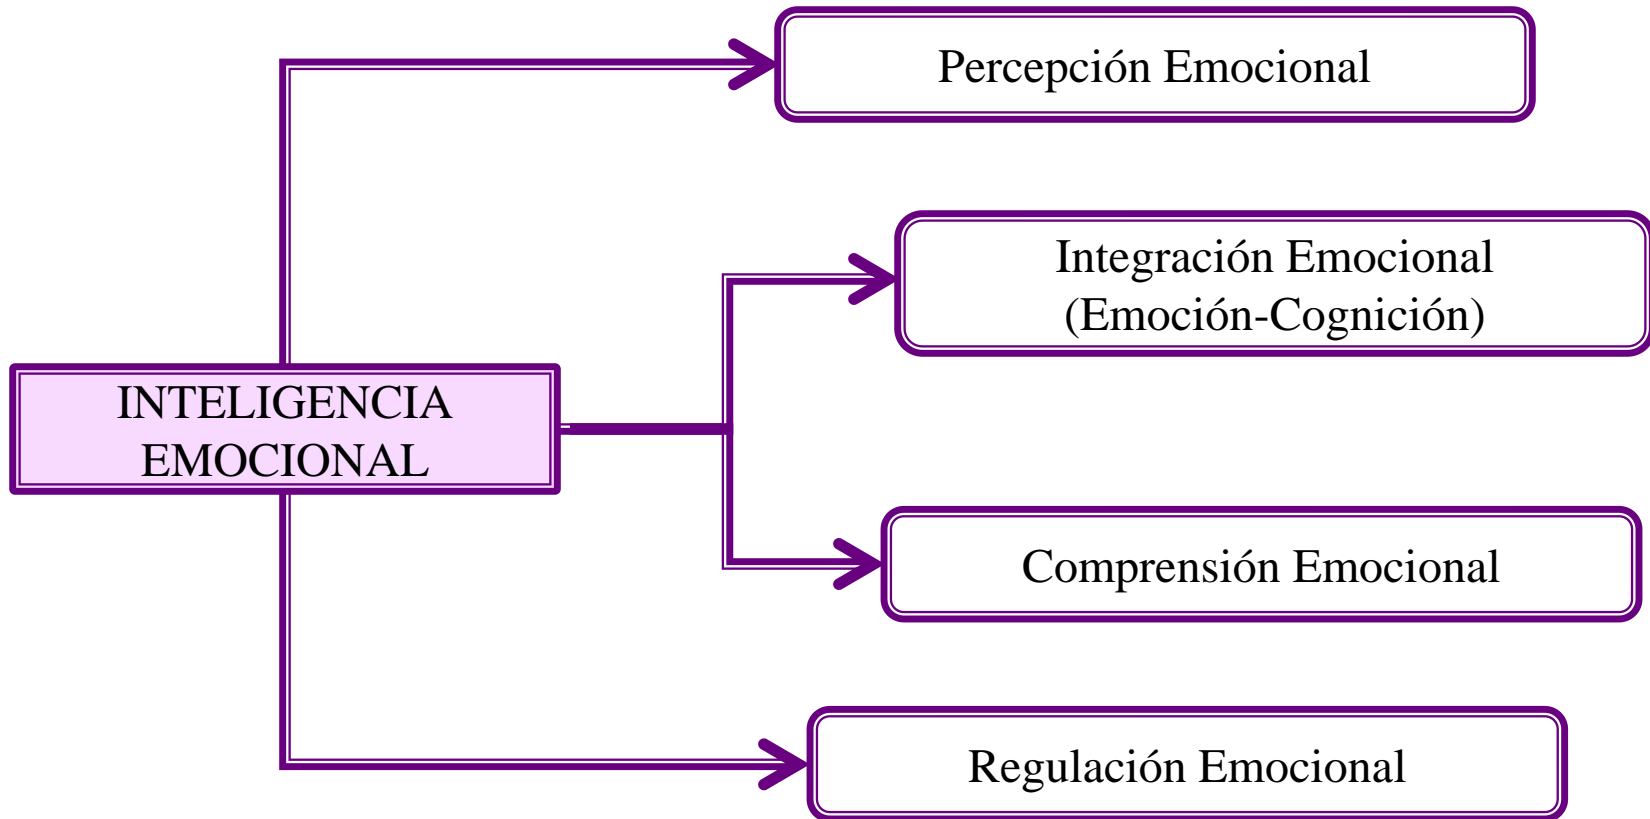 Percepción Emocional
Integración Emocional
(Emoción-Cognición)
INTELIGENCIA
EMOCIONAL
Comprensión Emocional
Regulación Emocional